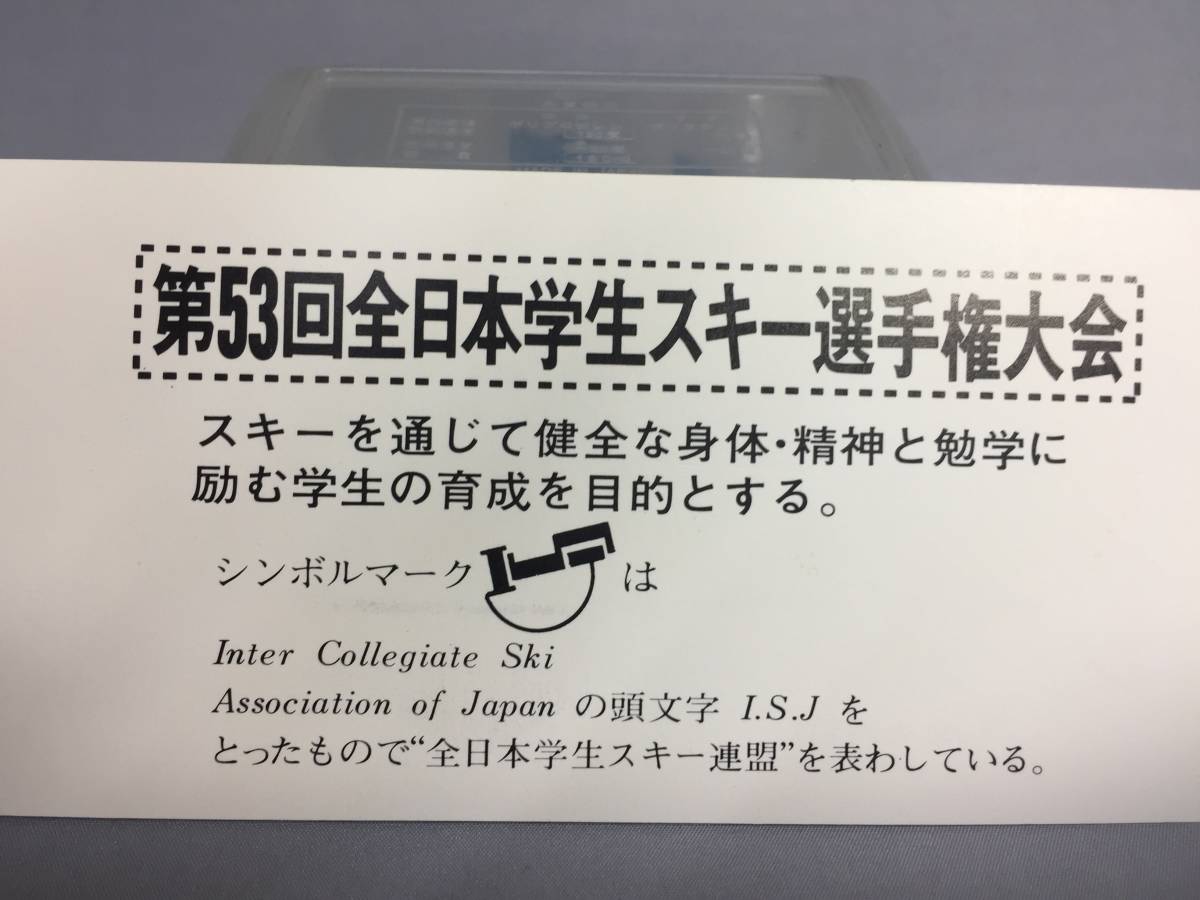 第53回全日本学生スキー選手権大会
スキーを通じて健全な身体・精神と勉学に
励む学生の育成を目的とする。
シンボルマーク は
Inter Collegiate Ski
Association of Japan の頭文字 I.S.J を
とったもので“全日本学生スキー連盟”を表わしている。